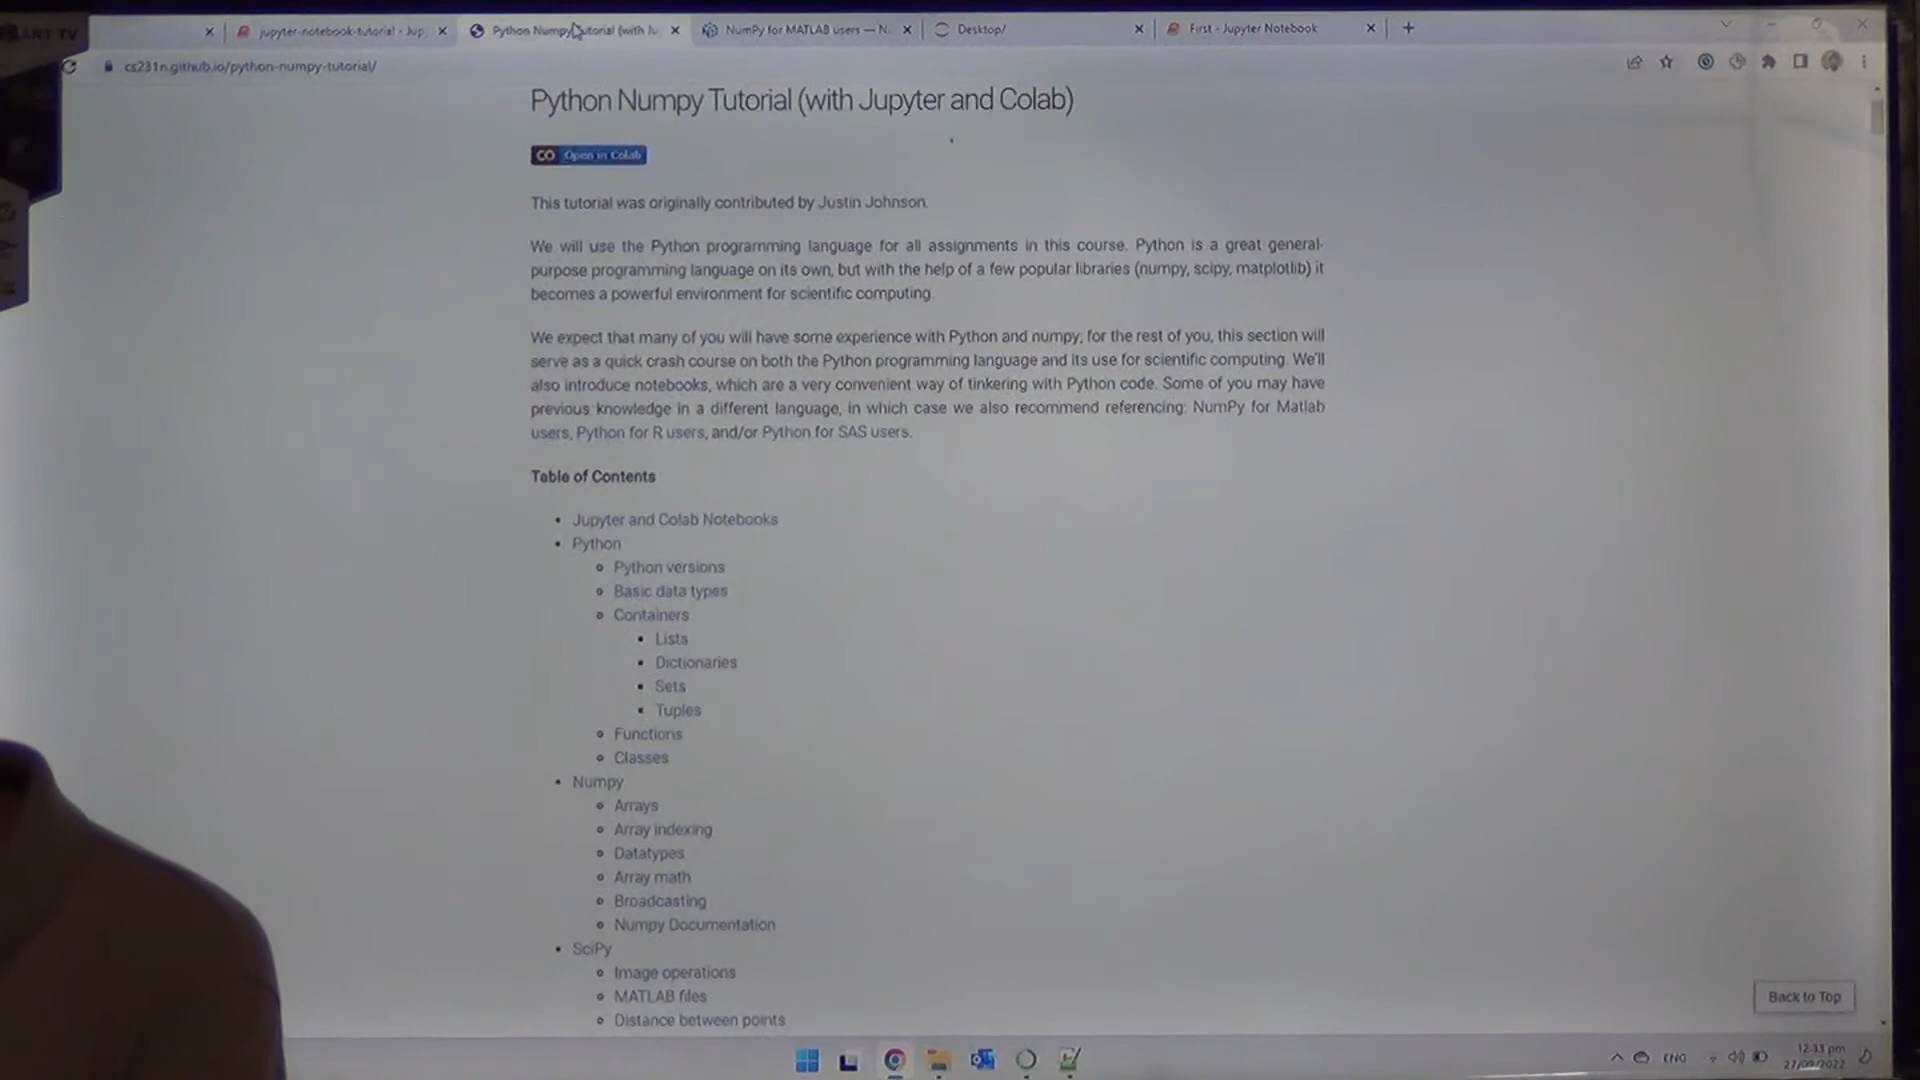 ART TV
jupyter-notebook-tutorial - Jup
Python Numpy Tutorial (with Ju
NumPy for MATLAB users — N
Desktop/
First - Jupyter Notebook
cs231n.github.io/python-numpy-tutorial/
Python Numpy Tutorial (with Jupyter and Colab)
CO Open in Colab
This tutorial was originally contributed by Justin Johnson.
We will use the Python programming language for all assignments in this course. Python is a great general-
purpose programming language on its own, but with the help of a few popular libraries (numpy, scipy, matplotlib) it
becomes a powerful environment for scientific computing.
We expect that many of you will have some experience with Python and numpy; for the rest of you, this section will
serve as a quick crash course on both the Python programming language and its use for scientific computing. We'll
also introduce notebooks, which are a very convenient way of tinkering with Python code. Some of you may have
previous knowledge in a different language, in which case we also recommend referencing: NumPy for Matlab
users, Python for R users, and/or Python for SAS users.
Table of Contents
• Jupyter and Colab Notebooks
• Python
Python versions
Basic data types
Containers
Lists
Dictionaries
Sets
Tuples
Functions
Classes
• Numpy
Arrays
Array indexing
Datatypes
Array math
Broadcasting
Numpy Documentation
• SciPy
Image operations
MATLAB files
Distance between points
Back to Top
ENG
12:33 pm
27/09/2022